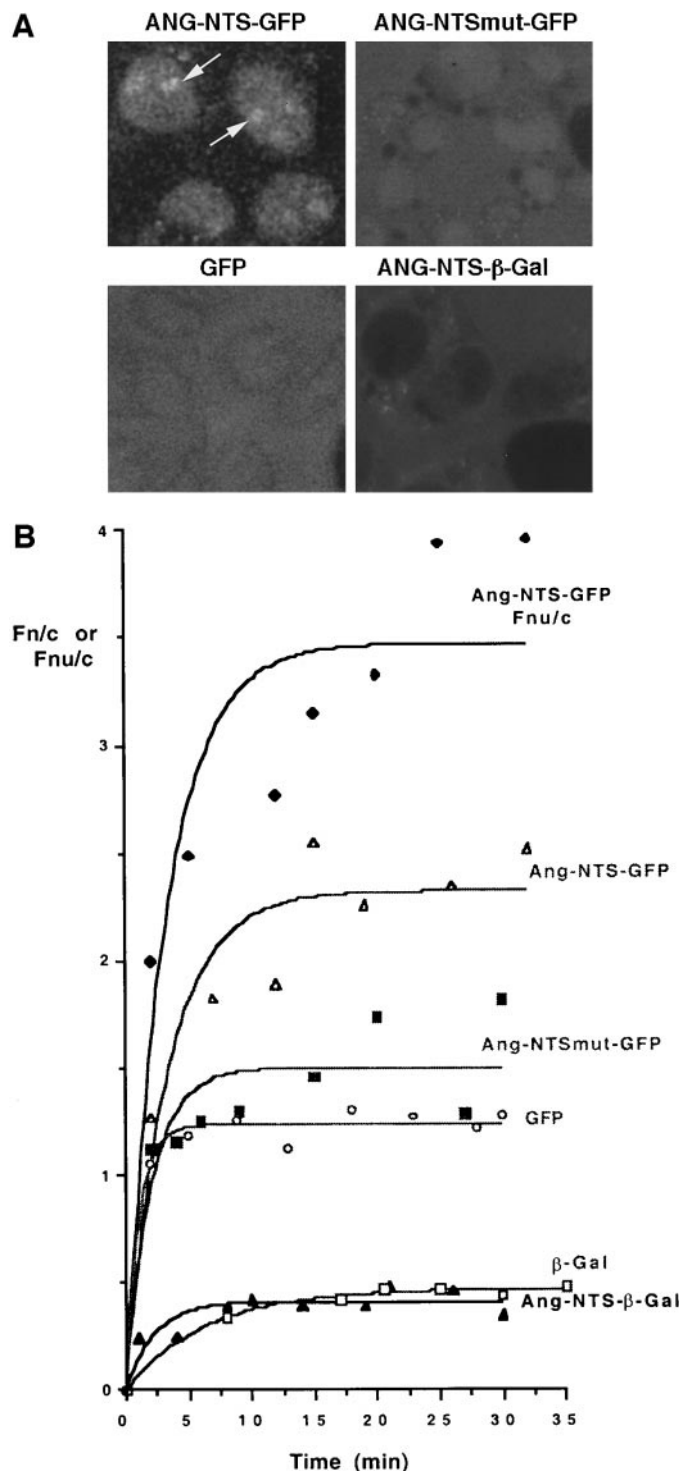 A
ANG-NTS-GFP
ANG-NTSmut-GFP
GFP
ANG-NTS-β-Gal
B
4
Fn/c or
Fnu/c
Ang-NTS-GFP
Fnu/c
3
Ang-NTS-GFP
2
Ang-NTSmut-GFP
GFP
1
β-Gal
Ang-NTS-β-Gal
0
0 5 10 15 20 25 30 35
Time (min)